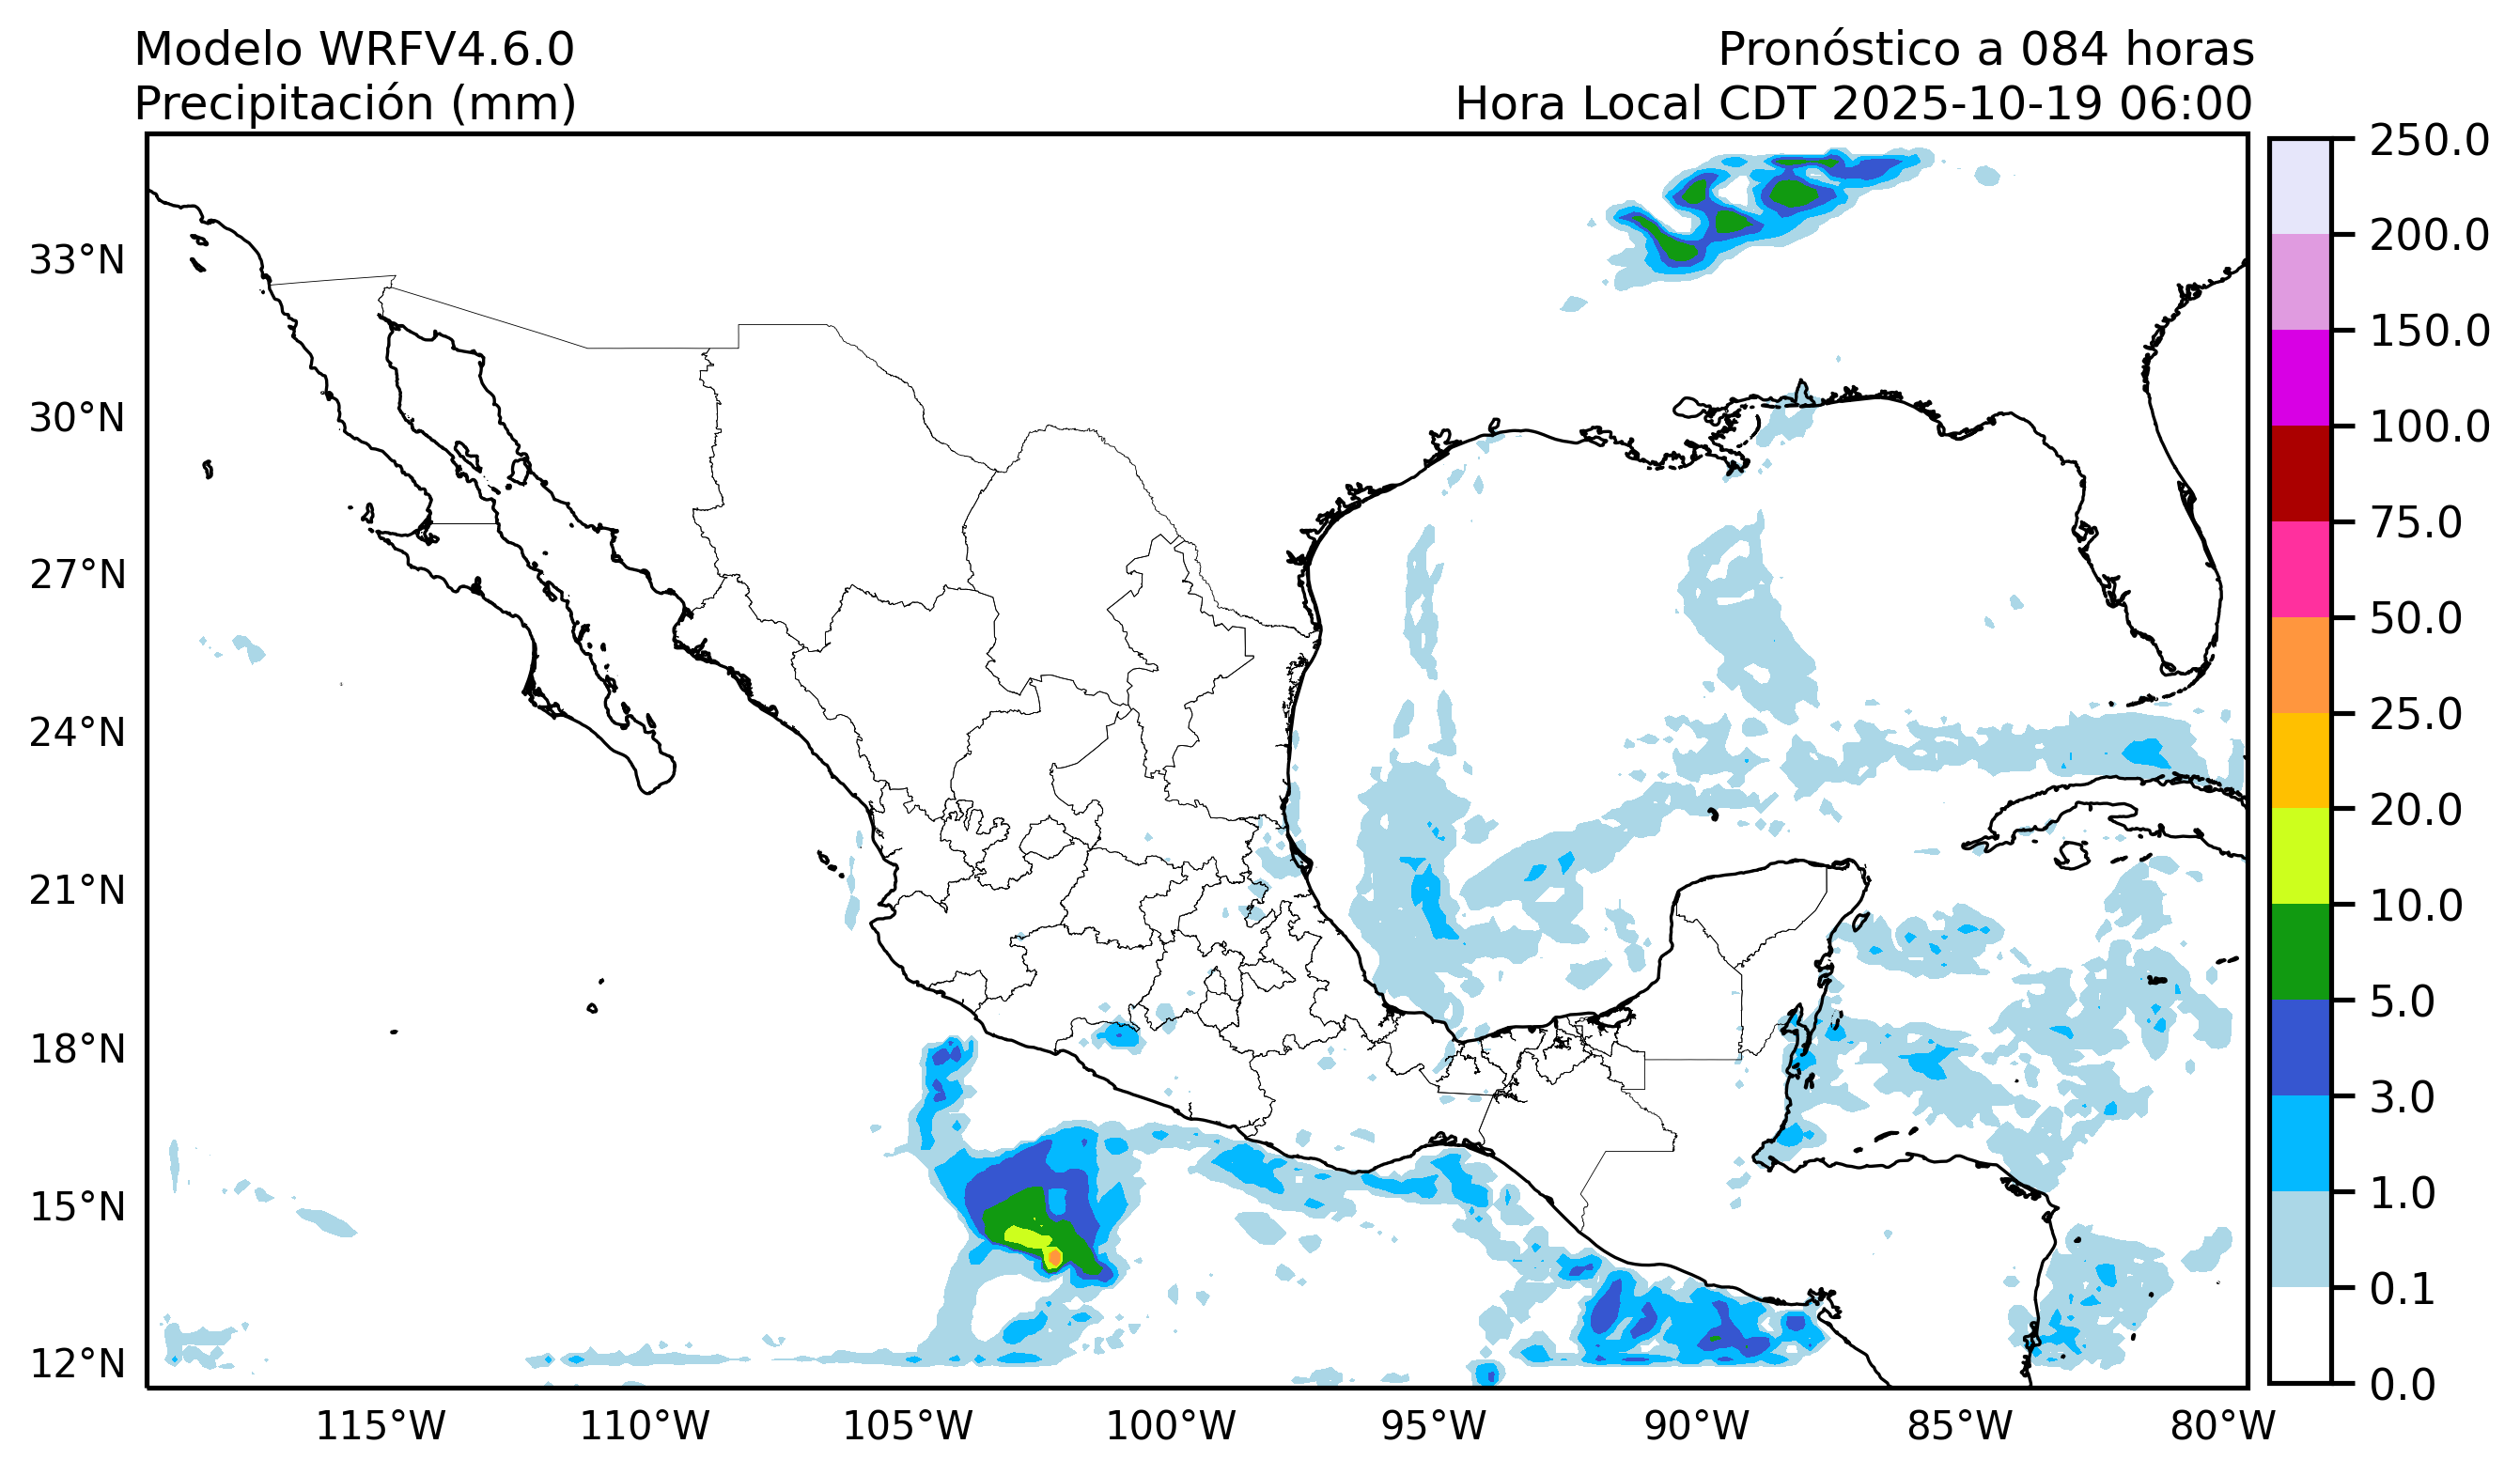 Modelo WRFV4.6.0
Precipitación (mm)
Pronóstico a 084 horas
Hora Local CDT 2025-10-19 06:00
33°N
30°N
27°N
24°N
21°N
18°N
15°N
12°N
115°W
110°W
105°W
100°W
95°W
90°W
85°W
80°W
250.0
200.0
150.0
100.0
75.0
50.0
25.0
20.0
10.0
5.0
3.0
1.0
0.1
0.0